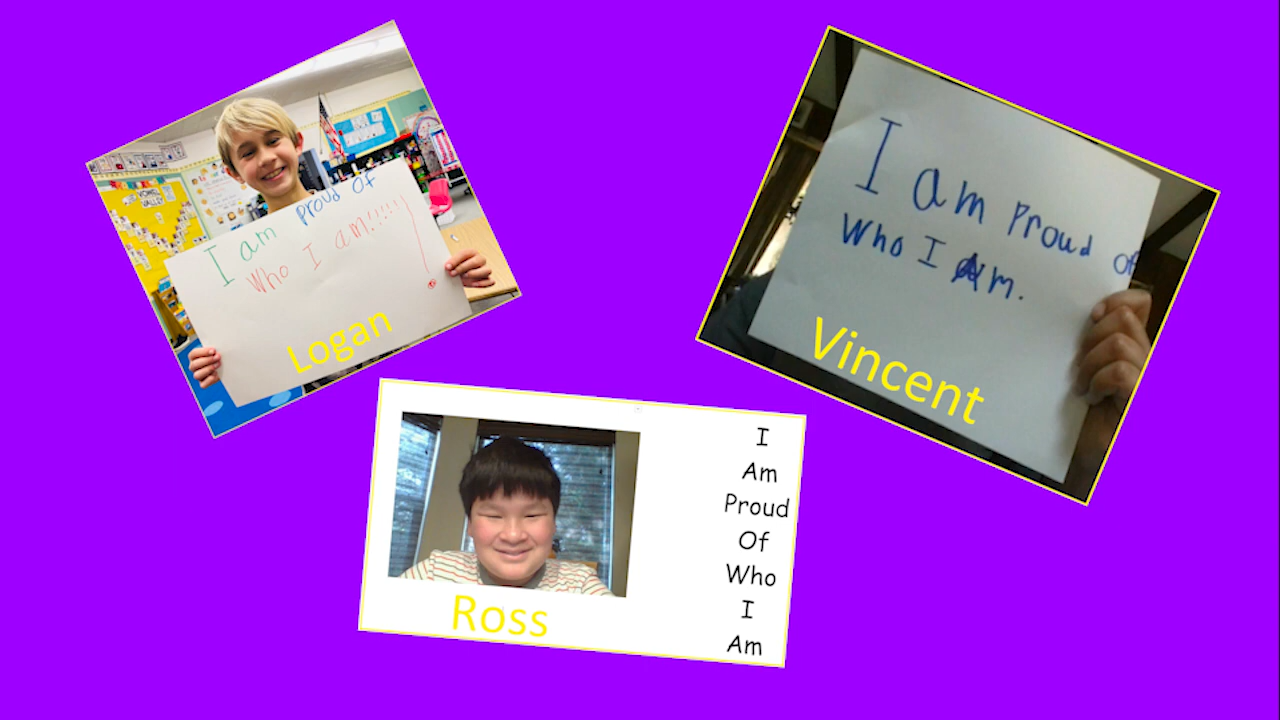 I am proud of
Who I am!!!!!
Logan
I am Proud of
Who I Am.
Vincent
Ross
I
Am
Proud
Of
Who
I
Am